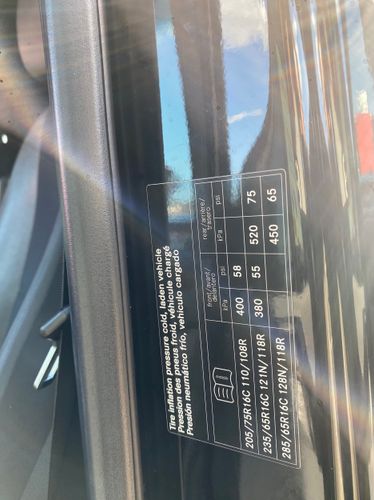 Tire inflation pressure cold, laden vehicle
Pression des pneus froid, véhicule chargé
Presión neumático frío, vehículo cargado
front/avant/ rear/arrière/
delantero trasero
kPa psi kPa psi
205/75R16C 110/108R 400 58
235/65R16C 121N/118R 380 55 520 75
285/65R16C 128N/118R 450 65